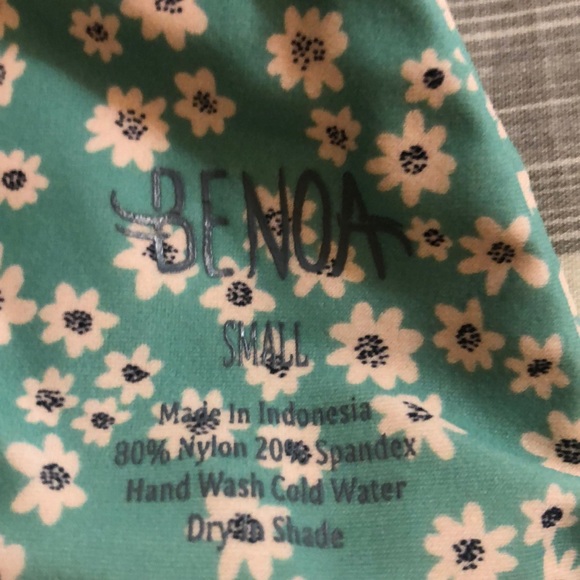 BENOA
SMALL
Made In Indonesia
80% Nylon 20% Spandex
Hand Wash Cold Water
Dry In Shade